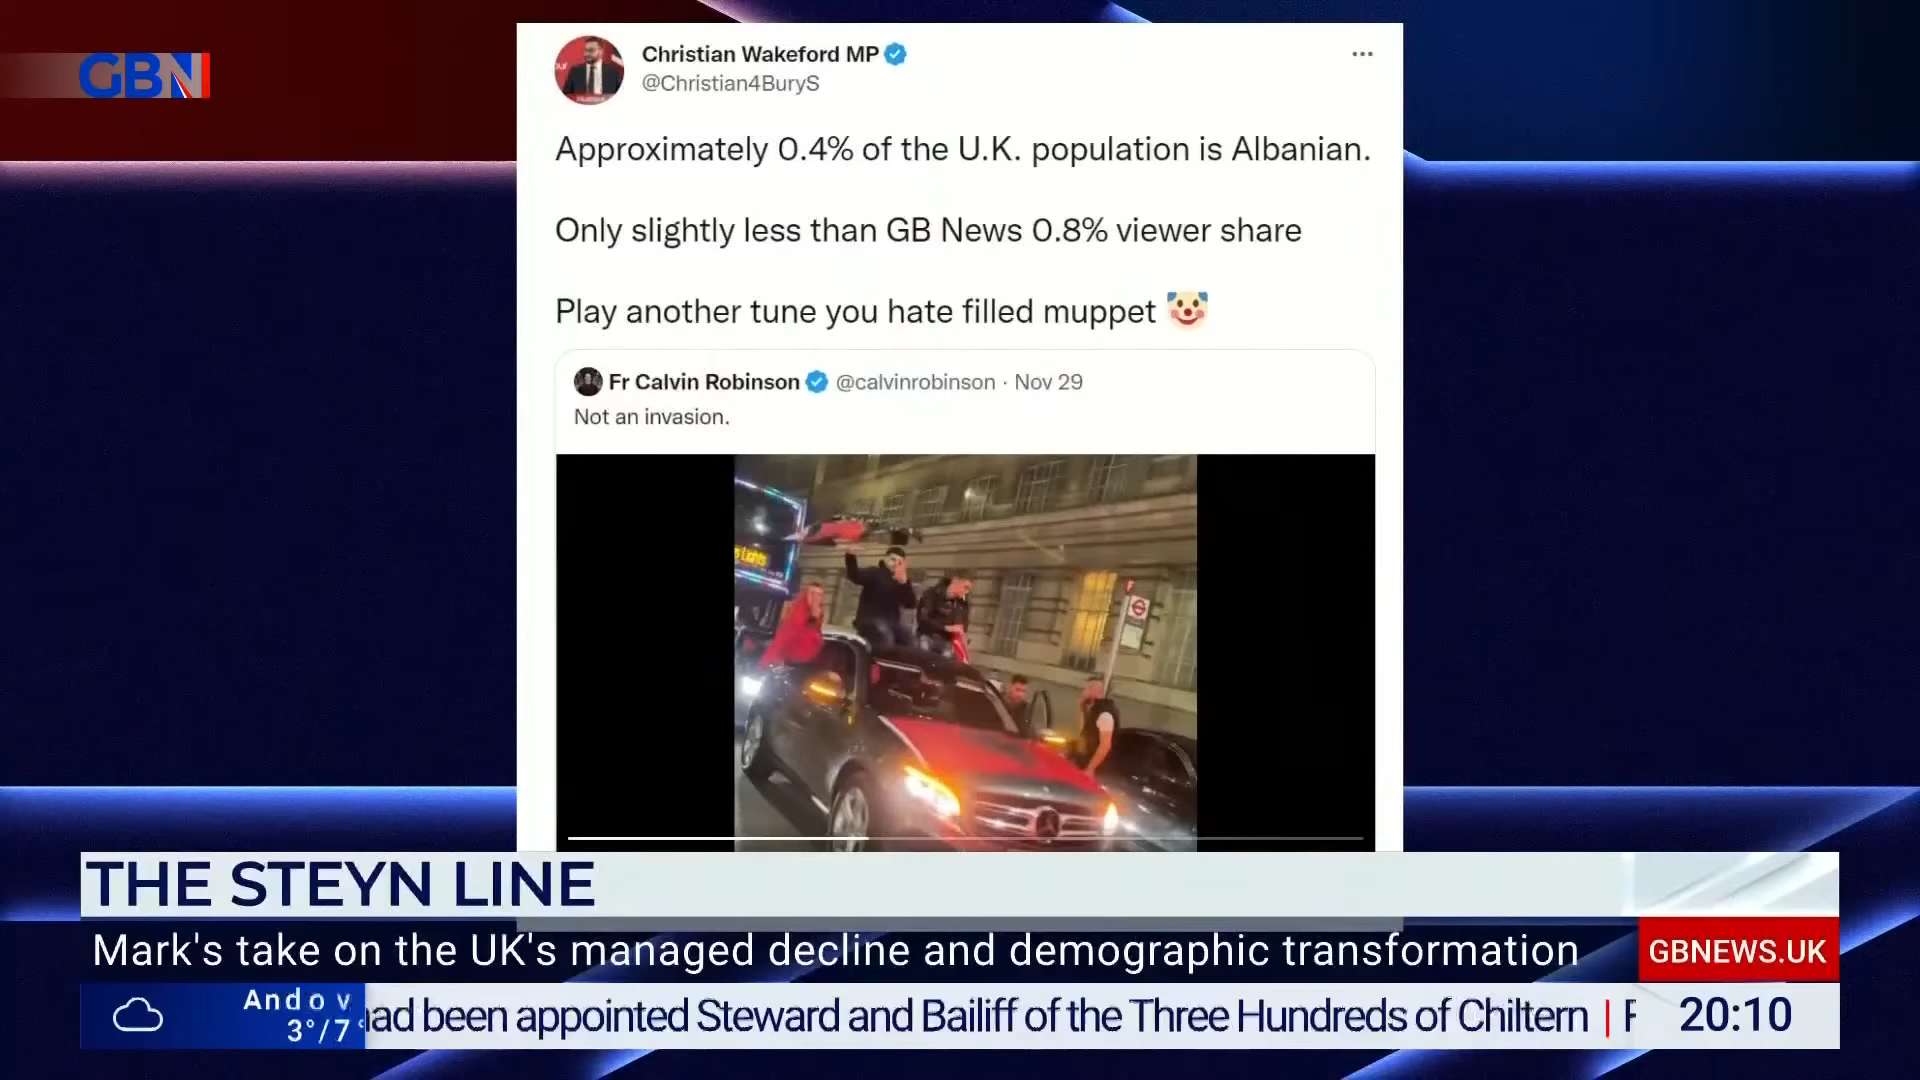 GBN
Christian Wakeford MP
@Christian4BuryS
Approximately 0.4% of the U.K. population is Albanian.
Only slightly less than GB News 0.8% viewer share
Play another tune you hate filled muppet 🤡
Fr Calvin Robinson @calvinrobinson · Nov 29
Not an invasion.
Lights
THE STEYN LINE
Mark's take on the UK's managed decline and demographic transformation
GBNEWS.UK
Andov
3°/7°
had been appointed Steward and Bailiff of the Three Hundreds of Chiltern |
20:10